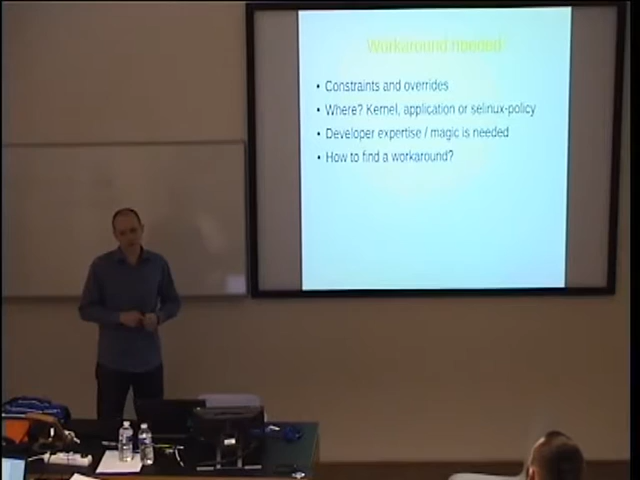 Workaround needed
• Constraints and overrides
• Where? Kernel, application or selinux-policy
• Developer expertise / magic is needed
• How to find a workaround?